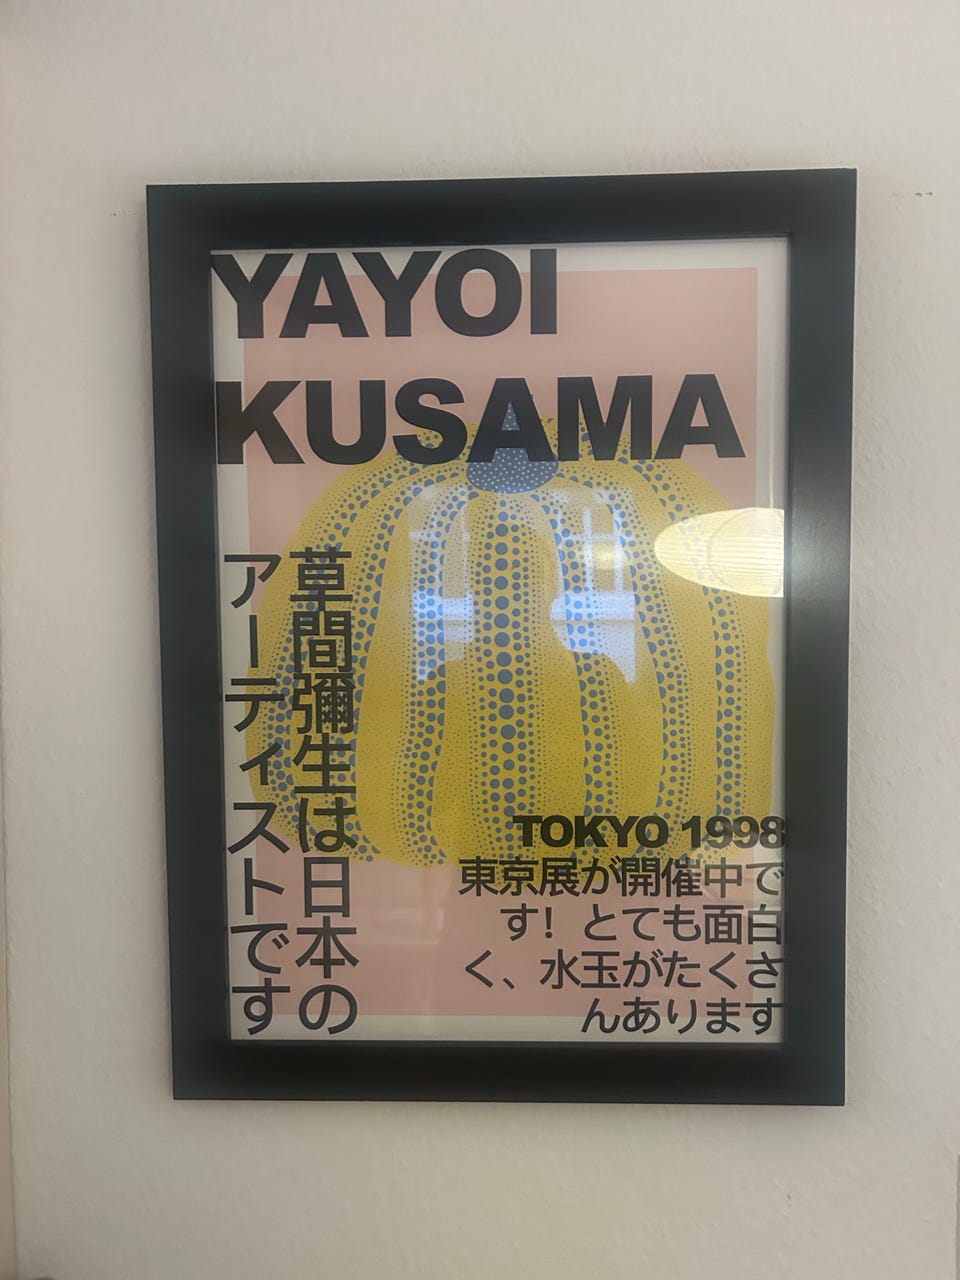 YAYOI
KUSAMA
草間彌生は日本の
アーティストです
TOKYO 1998
東京展が開催中で
す！とても面白
く、水玉がたくさ
んあります